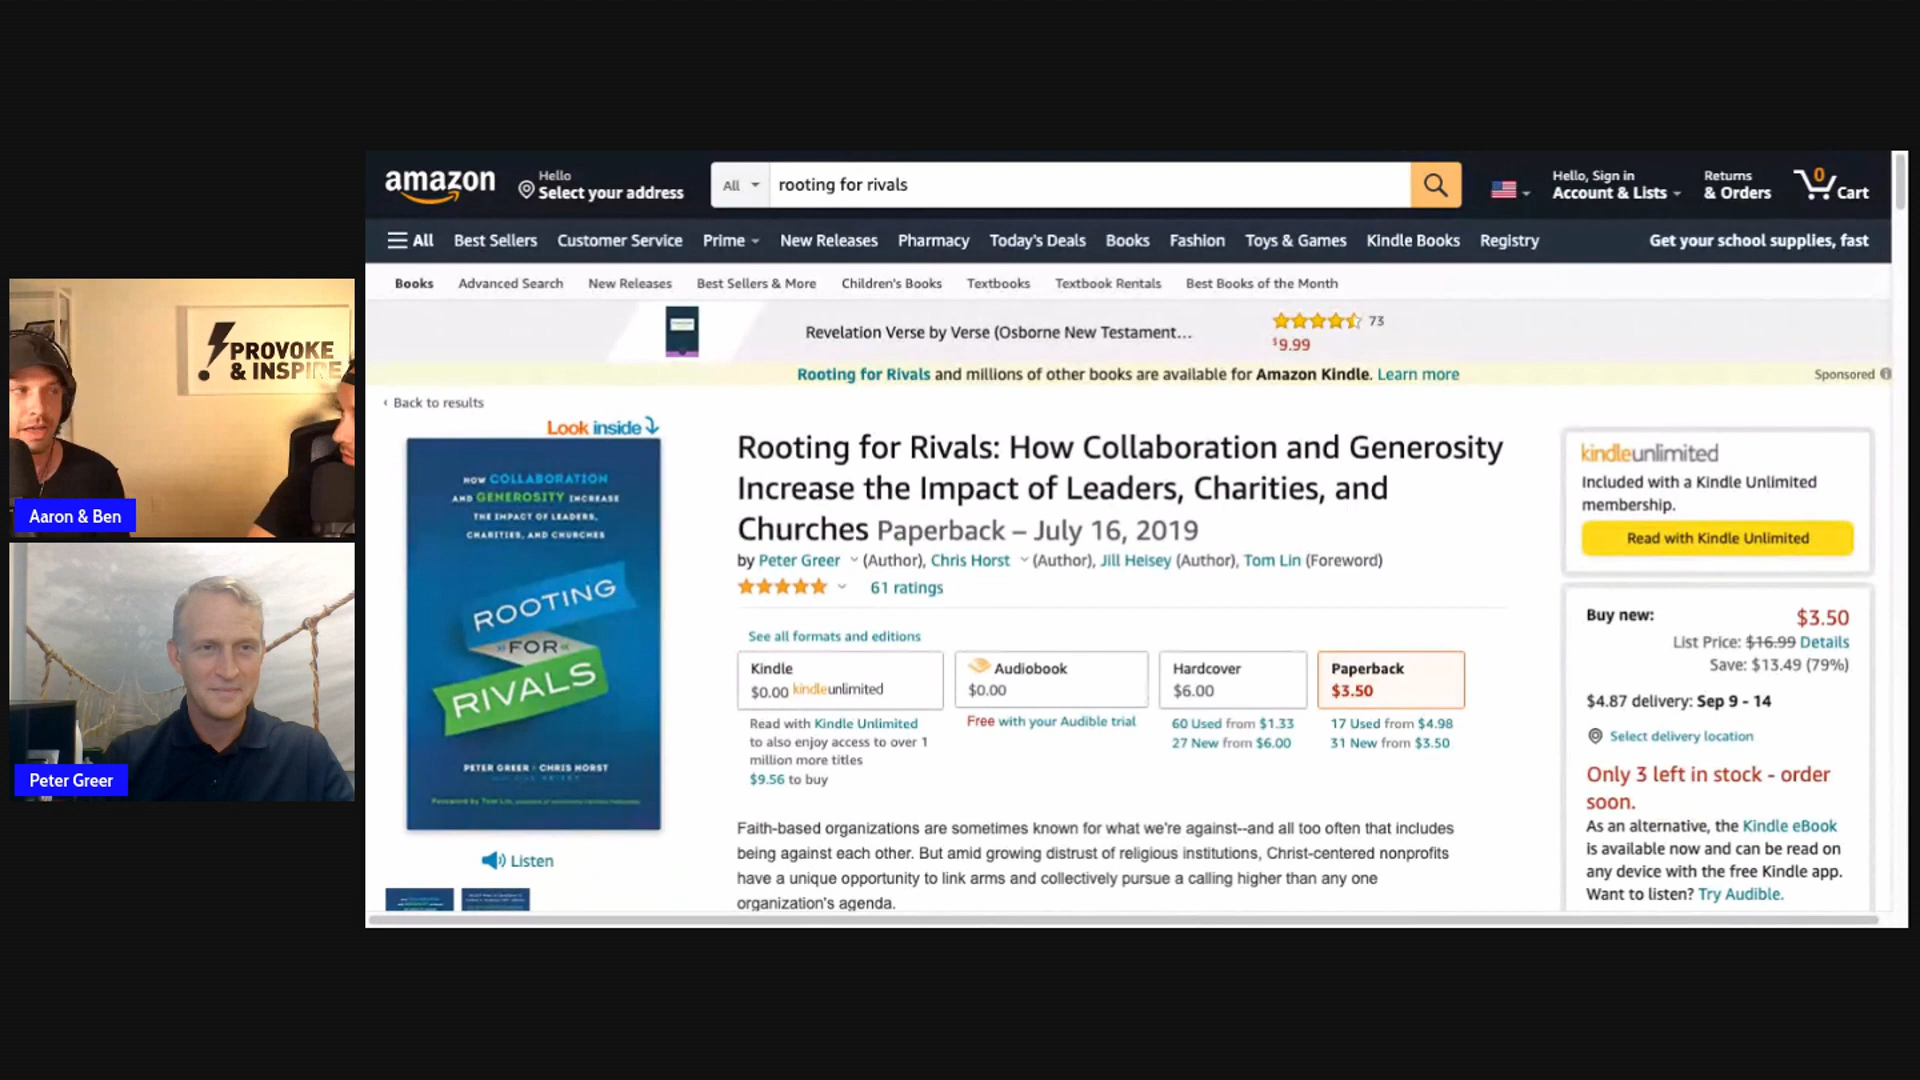 amazon
Hello
Select your address
All
rooting for rivals
Hello, Sign in
Account & Lists
Returns
& Orders
0
Cart
All
Best Sellers
Customer Service
Prime
New Releases
Pharmacy
Today's Deals
Books
Fashion
Toys & Games
Kindle Books
Registry
Get your school supplies, fast
Books
Advanced Search
New Releases
Best Sellers & More
Children's Books
Textbooks
Textbook Rentals
Best Books of the Month
Revelation Verse by Verse (Osborne New Testament...
73
$9.99
Rooting for Rivals and millions of other books are available for Amazon Kindle. Learn more
Sponsored
‹ Back to results
Look inside
HOW COLLABORATION
AND GENEROSITY INCREASE
THE IMPACT OF LEADERS,
CHARITIES, AND CHURCHES
ROOTING
FOR
RIVALS
PETER GREER
CHRIS HORST
Listen
Rooting for Rivals: How Collaboration and Generosity
Increase the Impact of Leaders, Charities, and
Churches Paperback – July 16, 2019
by Peter Greer (Author), Chris Horst (Author), Jill Heisey (Author), Tom Lin (Foreword)
61 ratings
See all formats and editions
Kindle
$0.00 kindleunlimited
Read with Kindle Unlimited
to also enjoy access to over 1
million more titles
$9.56 to buy
Audiobook
$0.00
Free with your Audible trial
Hardcover
$6.00
60 Used from $1.33
27 New from $6.00
Paperback
$3.50
17 Used from $4.98
31 New from $3.50
Faith-based organizations are sometimes known for what we're against--and all too often that includes
being against each other. But amid growing distrust of religious institutions, Christ-centered nonprofits
have a unique opportunity to link arms and collectively pursue a calling higher than any one
organization's agenda.
kindleunlimited
Included with a Kindle Unlimited
membership.
Read with Kindle Unlimited
Buy new:
$3.50
List Price: $16.99 Details
Save: $13.49 (79%)
$4.87 delivery: Sep 9 - 14
Select delivery location
Only 3 left in stock - order
soon.
As an alternative, the Kindle eBook
is available now and can be read on
any device with the free Kindle app.
Want to listen? Try Audible.
PROVOKE
& INSPIRE
Aaron & Ben
Peter Greer